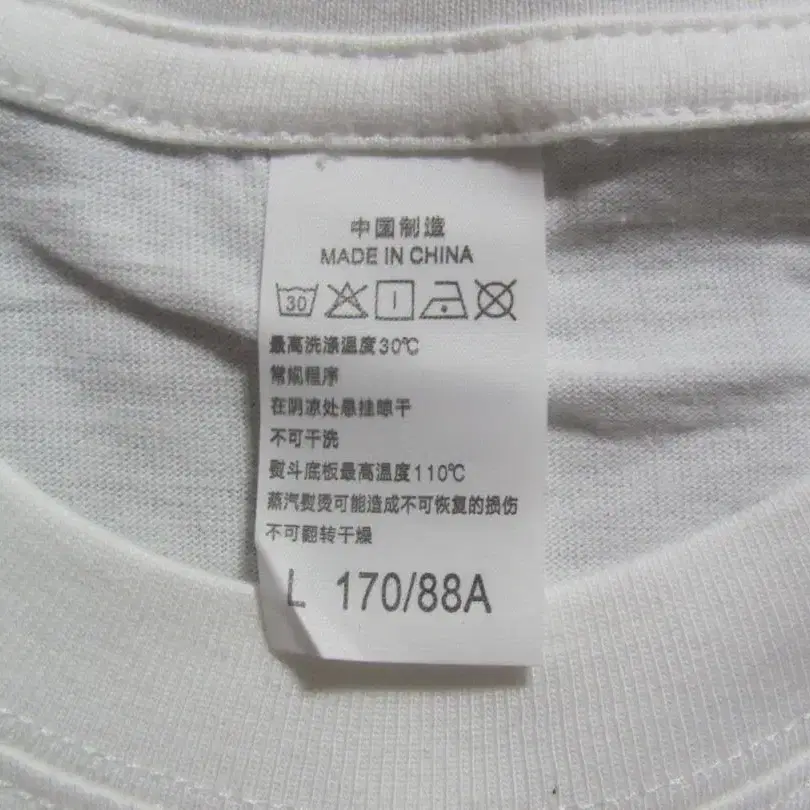 中国制造
MADE IN CHINA
30
最高洗涤温度30℃
常规程序
在阴凉处悬挂晾干
不可干洗
熨斗底板最高温度110℃
蒸汽熨烫可能造成不可恢复的损伤
不可翻转干燥
L 170/88A